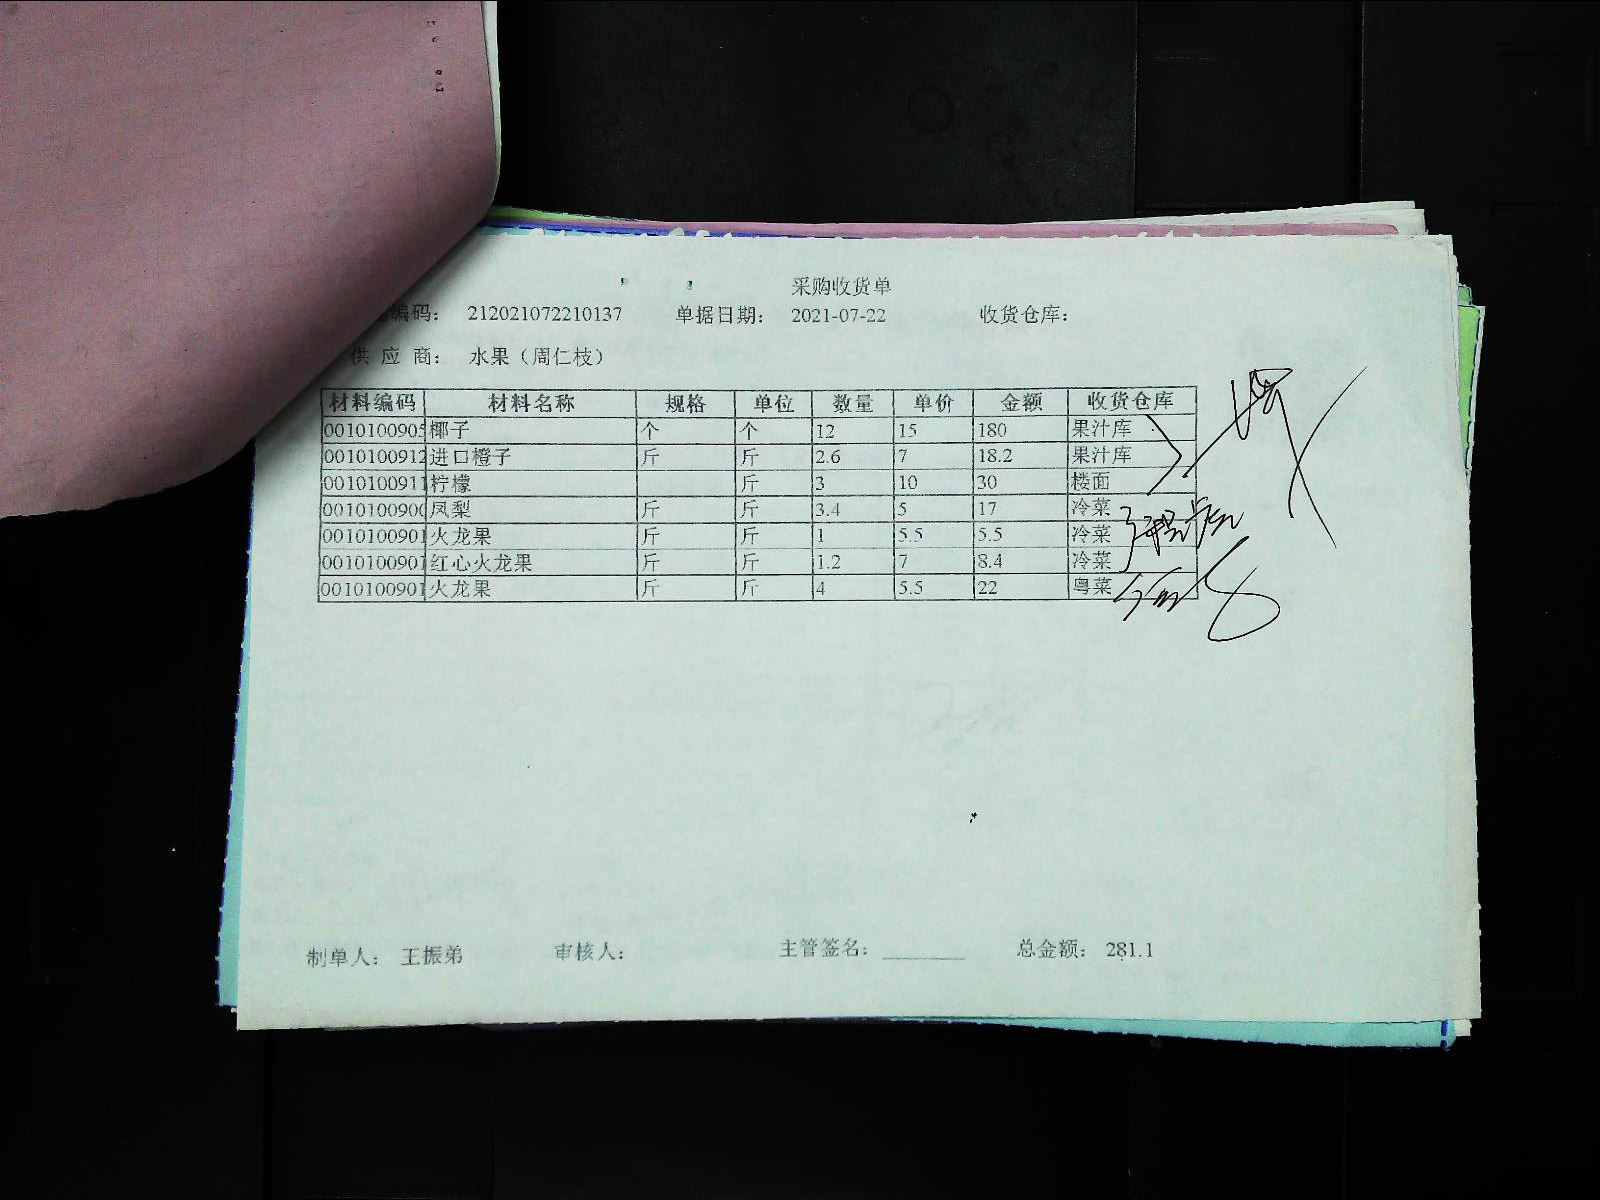 采购收货单
编码： 212021072210137 单据日期： 2021-07-22 收货仓库：
供 应 商： 水果（周仁枝）
材料编码 材料名称 规格 单位 数量 单价 金额 收货仓库
0010100905 椰子 个 个 12 15 180 果汁库
0010100912 进口橙子 斤 斤 2.6 7 18.2 果汁库
0010100911 柠檬 斤 3 10 30 楼面
0010100900 凤梨 斤 斤 3.4 5 17 冷菜
0010100901 火龙果 斤 斤 1 5.5 5.5 冷菜
0010100901 红心火龙果 斤 斤 1.2 7 8.4 冷菜
0010100901 火龙果 斤 斤 4 5.5 22 粤菜
制单人： 王振弟 审核人： 主管签名： 总金额： 281.1